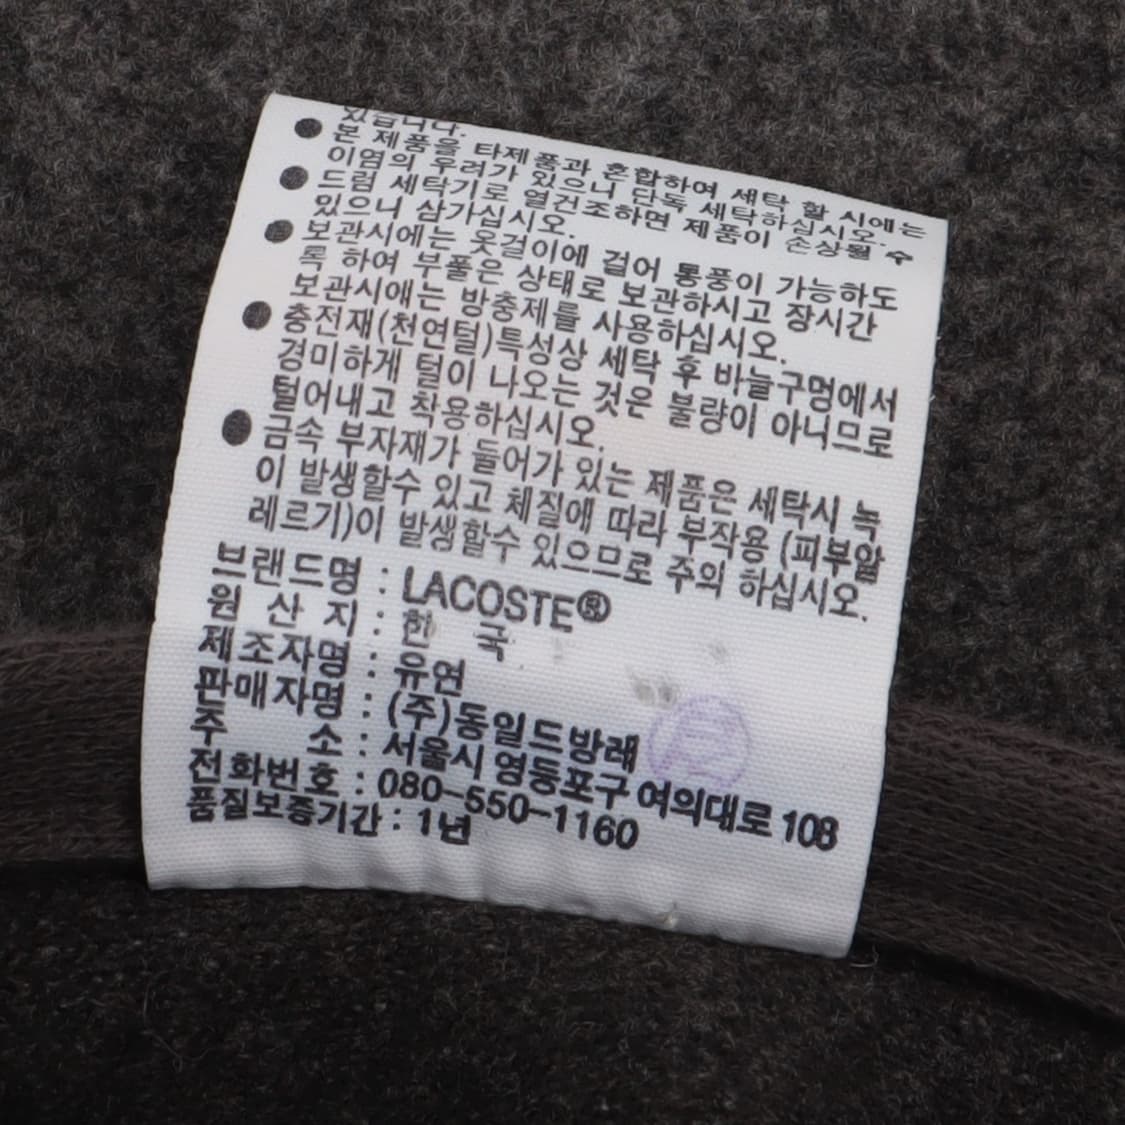 있습니다.
● 본 제품을 타제품과 혼합하여 세탁 할 시에는
이염의 우려가 있으니 단독 세탁하십시오.
● 드럼 세탁기로 열건조하면 제품이 손상될 수
있으니 삼가십시오.
● 보관시에는 옷걸이에 걸어 통풍이 가능하도
록 하여 부풀은 상태로 보관하시고 장시간
보관시에는 방충제를 사용하십시오.
● 충전재(천연털)특성상 세탁 후 바늘구멍에서
경미하게 털이 나오는 것은 불량이 아니므로
털어내고 착용하십시오.
● 금속 부자재가 들어가 있는 제품은 세탁시 녹
이 발생할수 있고 체질에 따라 부작용 (피부알
레르기)이 발생할수 있으므로 주의 하십시오.
브랜드명 : LACOSTE®
원 산 지 : 한 국
제조자명 : 유연
판매자명 : (주)동일드방레
주 소 : 서울시 영등포구 여의대로 108
전화번호 : 080-550-1160
품질보증기간 : 1년